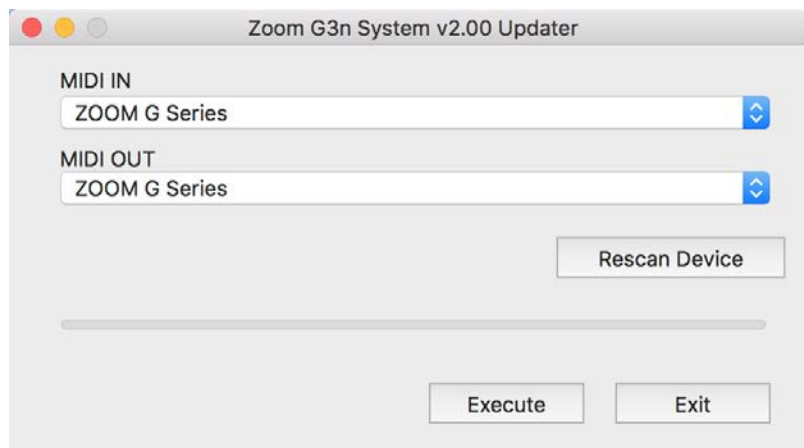 Zoom G3n System v2.00 Updater
MIDI IN
ZOOM G Series
MIDI OUT
ZOOM G Series
Rescan Device
Execute Exit